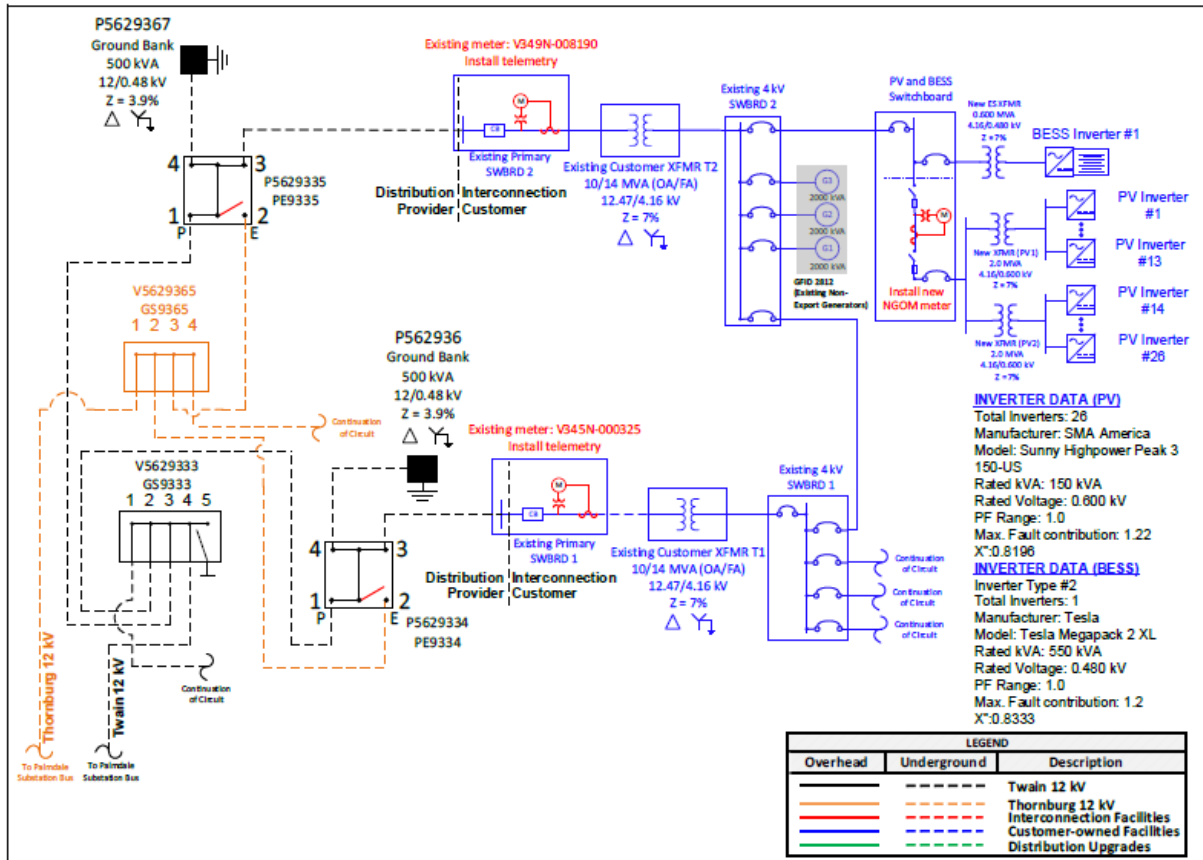 P5629367
Ground Bank
500 kVA
12/0.48 kV
Z = 3.9%
4
3
1
2
P
E
P5629335
PE9335
Existing meter: V349N-008190
Install telemetry
M
CB
Existing Primary
SWBRD 2
Distribution
Provider
Interconnection
Customer
Existing Customer XFMR T2
10/14 MVA (OA/FA)
12.47/4.16 kV
Z = 7%
Existing 4 kV
SWBRD 2
G3
2000 kVA
G2
2000 kVA
G1
2000 kVA
GFID 2812
(Existing Non-
Export Generators)
PV and BESS
Switchboard
M
Install new
NGOM meter
New ES XFMR
0.600 MVA
4.16/0.480 kV
Z =7%
BESS Inverter #1
New XFMR (PV1)
2.0 MVA
4.16/0.600 kV
Z =7%
PV Inverter
#1
PV Inverter
#13
New XFMR (PV2)
2.0 MVA
4.16/0.600 kV
Z =7%
PV Inverter
#14
PV Inverter
#26
V5629365
GS9365
1 2 3 4
Continuation
of Circuit
V5629333
GS9333
1 2 3 4 5
Continuation
of Circuit
Thornburg 12 kV
Twain 12 kV
To Palmdale
Substation Bus
To Palmdale
Substation Bus
P562936
Ground Bank
500 kVA
12/0.48 kV
Z = 3.9%
4
3
1
2
P
E
P5629334
PE9334
Existing meter: V345N-000325
Install telemetry
M
CB
Existing Primary
SWBRD 1
Distribution
Provider
Interconnection
Customer
Existing Customer XFMR T1
10/14 MVA (OA/FA)
12.47/4.16 kV
Z = 7%
Existing 4 kV
SWBRD 1
Continuation
of Circuit
Continuation
of Circuit
Continuation
of Circuit
INVERTER DATA (PV)
Total Inverters: 26
Manufacturer: SMA America
Model: Sunny Highpower Peak 3
150-US
Rated kVA: 150 kVA
Rated Voltage: 0.600 kV
PF Range: 1.0
Max. Fault contribution: 1.22
X":0.8196
INVERTER DATA (BESS)
Inverter Type #2
Total Inverters: 1
Manufacturer: Tesla
Model: Tesla Megapack 2 XL
Rated kVA: 550 kVA
Rated Voltage: 0.480 kV
PF Range: 1.0
Max. Fault contribution: 1.2
X":0.8333
LEGEND
Overhead Underground Description
Twain 12 kV
Thornburg 12 kV
Interconnection Facilities
Customer-owned Facilities
Distribution Upgrades